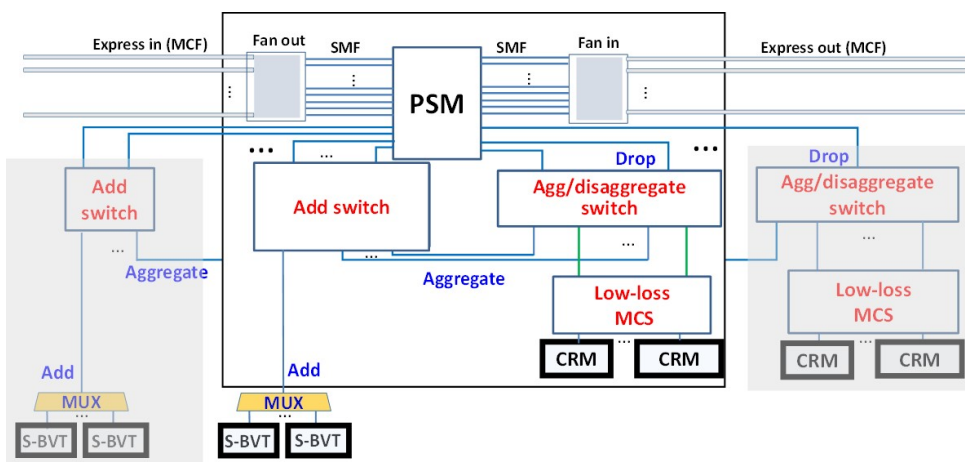 Express in (MCF)
Fan out
SMF
SMF
Fan in
Express out (MCF)
...
...
...
...
PSM
...
...
...
Drop
Drop
Add
switch
Add switch
Agg/disaggregate
switch
Agg/disaggregate
switch
...
...
...
...
Aggregate
Aggregate
Low-loss
MCS
Low-loss
MCS
...
...
CRM
CRM
CRM
CRM
Add
Add
MUX
MUX
...
...
S-BVT
S-BVT
S-BVT
S-BVT